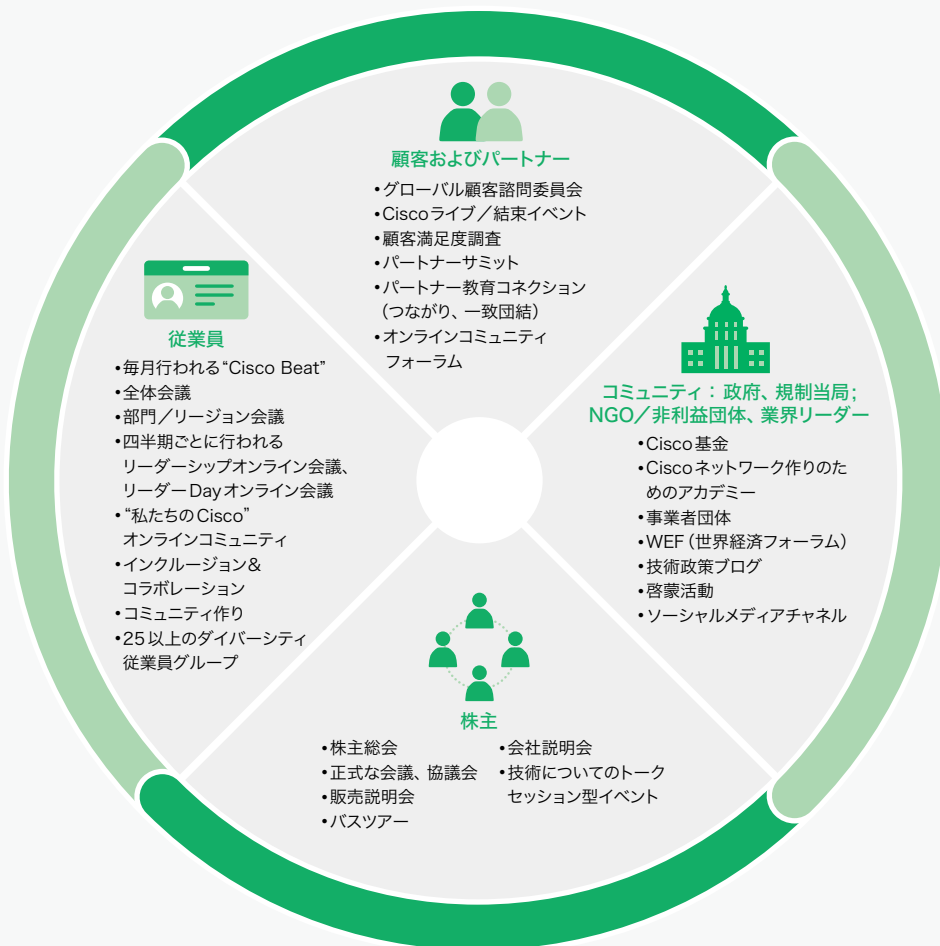 顧客およびパートナー
•グローバル顧客諮問委員会
•Ciscoライブ／結束イベント
•顧客満足度調査
•パートナーサミット
•パートナー教育コネクション
（つながり、一致団結）
•オンラインコミュニティ
フォーラム
従業員
•毎月行われる“Cisco Beat”
•全体会議
•部門／リージョン会議
•四半期ごとに行われる
リーダーシップオンライン会議、
リーダーDayオンライン会議
•“私たちのCisco”
オンラインコミュニティ
•インクルージョン＆
コラボレーション
•コミュニティ作り
•25以上のダイバーシティ
従業員グループ
コミュニティ：政府、規制当局；
NGO／非利益団体、業界リーダー
•Cisco基金
•Ciscoネットワーク作りのた
めのアカデミー
•事業者団体
•WEF（世界経済フォーラム）
•技術政策ブログ
•啓蒙活動
•ソーシャルメディアチャネル
株主
•株主総会
•正式な会議、協議会
•販売説明会
•バスツアー
•会社説明会
•技術についてのトーク
セッション型イベント